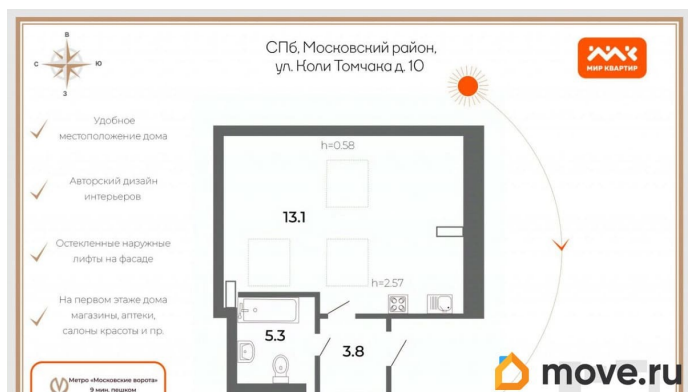 СПб, Московский район,
ул. Коли Томчака д. 10
МИР КВАРТИР
в
с
ю
з
Удобное
местоположение дома
Авторский дизайн
интерьеров
Остекленные наружные
лифты на фасаде
На первом этаже дома
магазины, аптеки,
салоны красоты и пр.
Метро «Московские ворота»
9 мин. пешком
h=0.58
13.1
h=2.57
5.3
3.8
move.ru